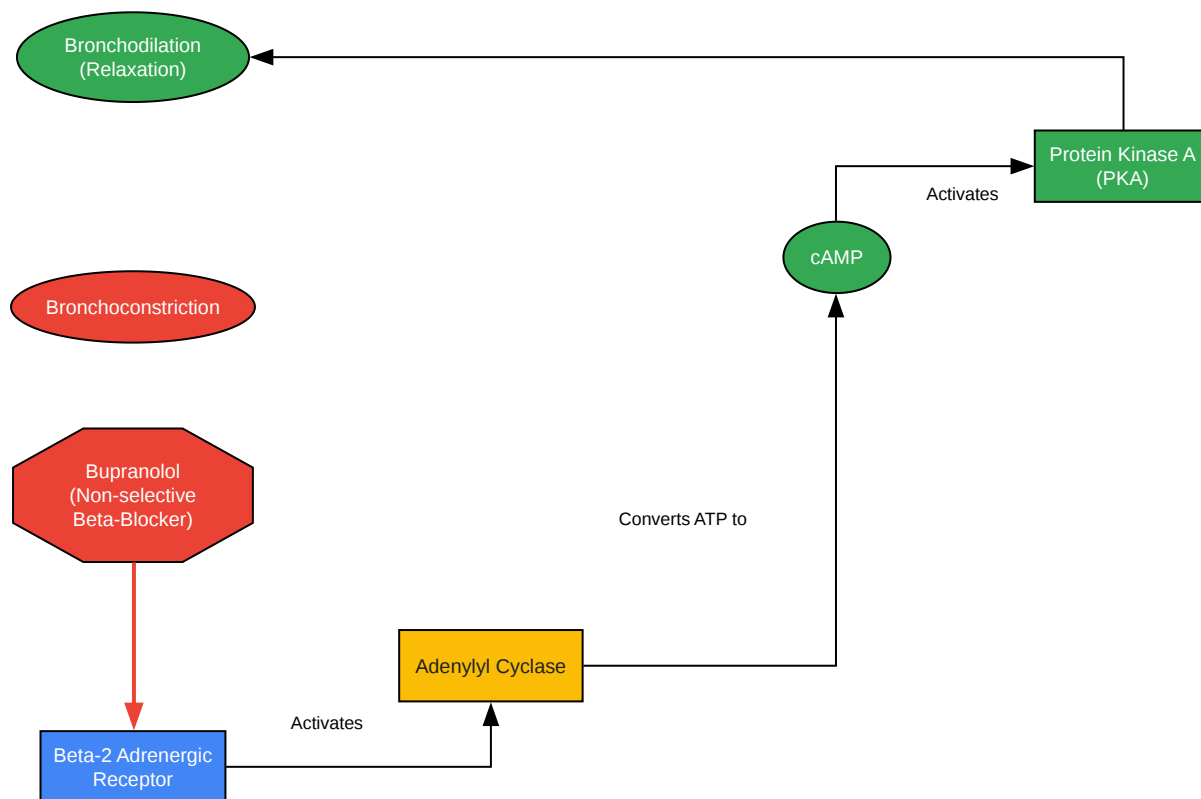 Bronchodilation
(Relaxation)
Protein Kinase A
(PKA)
Activates
cAMP
Bronchoconstriction
Bupranolol
(Non-selective
Beta-Blocker)
Converts ATP to
Adenylyl Cyclase
Activates
Beta-2 Adrenergic
Receptor